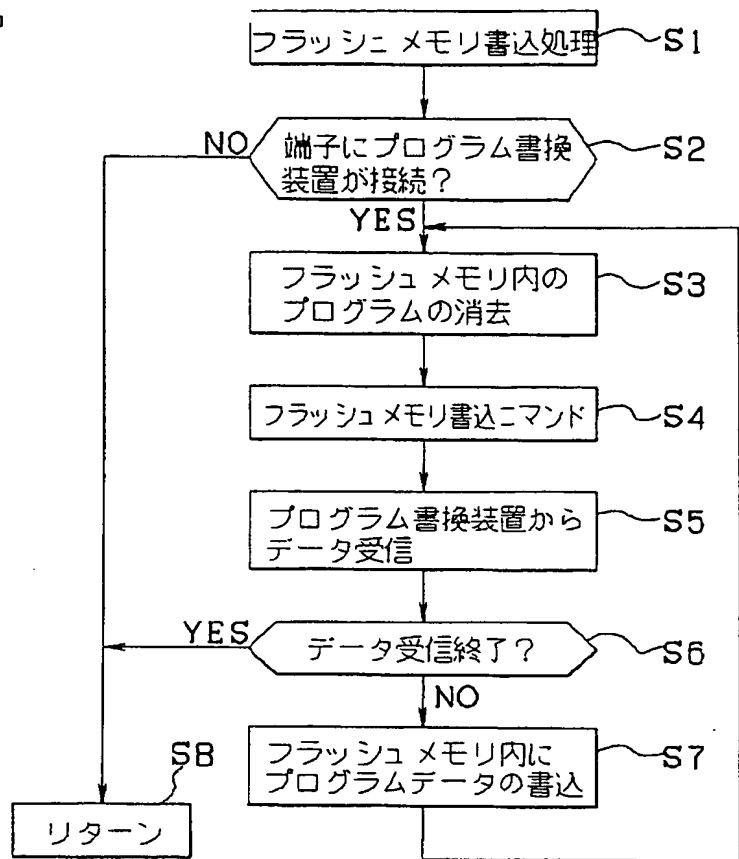 フラッシュメモリ書込処理 S1
NO 端子にプログラム書換 S2
装置が接続?
YES
フラッシュメモリ内の S3
プログラムの消去
フラッシュメモリ書込コマンド S4
プログラム書換装置から S5
データ受信
YES データ受信終了? S6
NO
フラッシュメモリ内に S7
プログラムデータの書込
S8
リターン